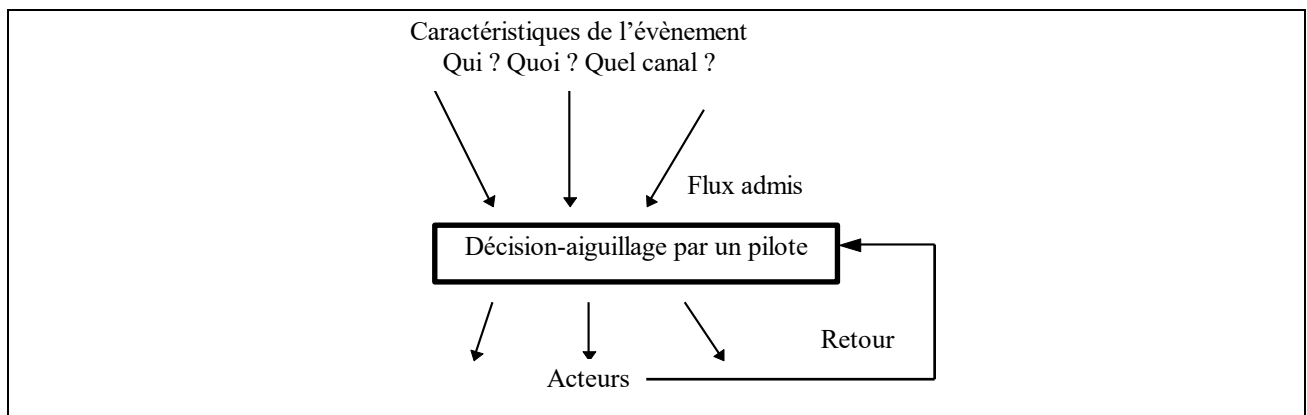 Caractéristiques de l’évènement
Qui ? Quoi ? Quel canal ?
Flux admis
Décision-aiguillage par un pilote
Retour
Acteurs